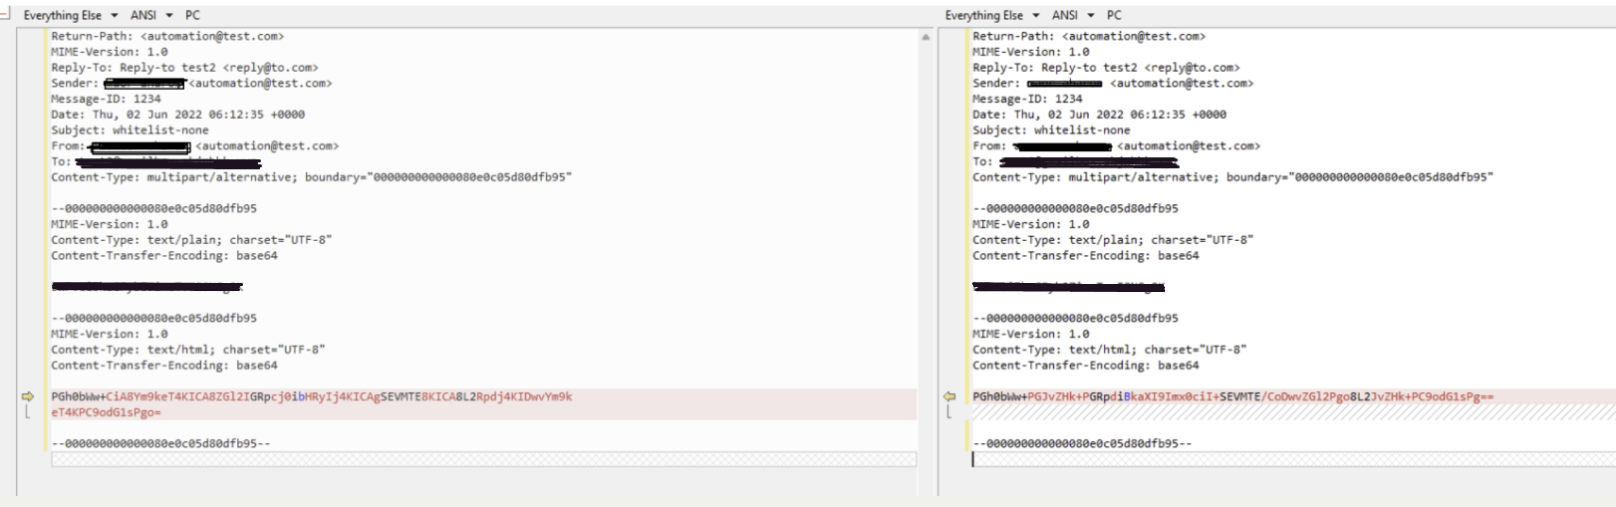 Everything Else ANSI PC
Return-Path: <automation@test.com>
MIME-Version: 1.0
Reply-To: Reply-to test2 <reply@to.com>
Sender: <automation@test.com>
Message-ID: 1234
Date: Thu, 02 Jun 2022 06:12:35 +0000
Subject: whitelist-none
From: <automation@test.com>
To:
Content-Type: multipart/alternative; boundary="000000000000080e0c05d80dfb95"
--000000000000080e0c05d80dfb95
MIME-Version: 1.0
Content-Type: text/plain; charset="UTF-8"
Content-Transfer-Encoding: base64
--000000000000080e0c05d80dfb95
MIME-Version: 1.0
Content-Type: text/html; charset="UTF-8"
Content-Transfer-Encoding: base64
PGh0bWw+CiA8Ym9keT4KICA8ZGl2IGRpcj0ibHRyIj4KICAgSEVMTE8KICA8L2Rpdj4KIDwvYm9k
eT4KPC9odG1sPgo=
--000000000000080e0c05d80dfb95--
Everything Else ANSI PC
Return-Path: <automation@test.com>
MIME-Version: 1.0
Reply-To: Reply-to test2 <reply@to.com>
Sender: <automation@test.com>
Message-ID: 1234
Date: Thu, 02 Jun 2022 06:12:35 +0000
Subject: whitelist-none
From: <automation@test.com>
To:
Content-Type: multipart/alternative; boundary="000000000000080e0c05d80dfb95"
--000000000000080e0c05d80dfb95
MIME-Version: 1.0
Content-Type: text/plain; charset="UTF-8"
Content-Transfer-Encoding: base64
--000000000000080e0c05d80dfb95
MIME-Version: 1.0
Content-Type: text/html; charset="UTF-8"
Content-Transfer-Encoding: base64
PGh0bWw+PGJvZHk+PGRpdiBkaXI9Imx0ciI+SEVMTE/CoDwvZGl2Pgo8L2JvZHk+PC9odG1sPg==
--000000000000080e0c05d80dfb95--